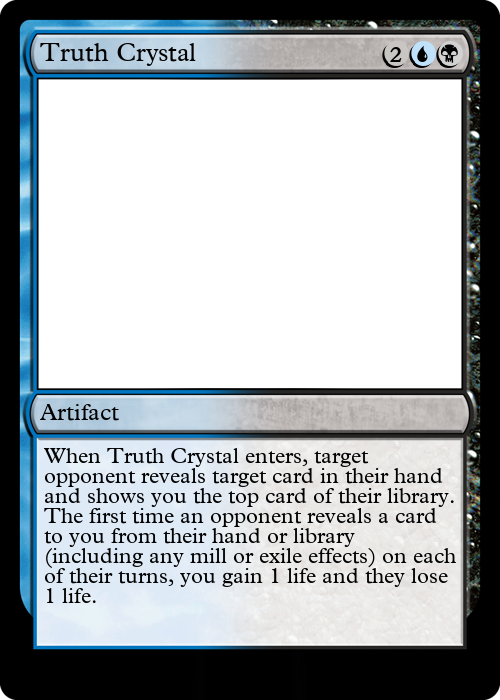 Truth Crystal
2
Artifact
When Truth Crystal enters, target
opponent reveals target card in their hand
and shows you the top card of their library.
The first time an opponent reveals a card
to you from their hand or library
(including any mill or exile effects) on each
of their turns, you gain 1 life and they lose
1 life.